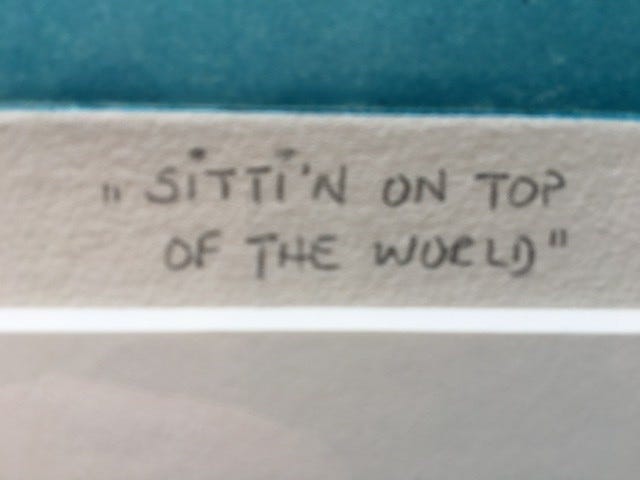 „SiTTi'N ON TOP
OF THE WORLD"